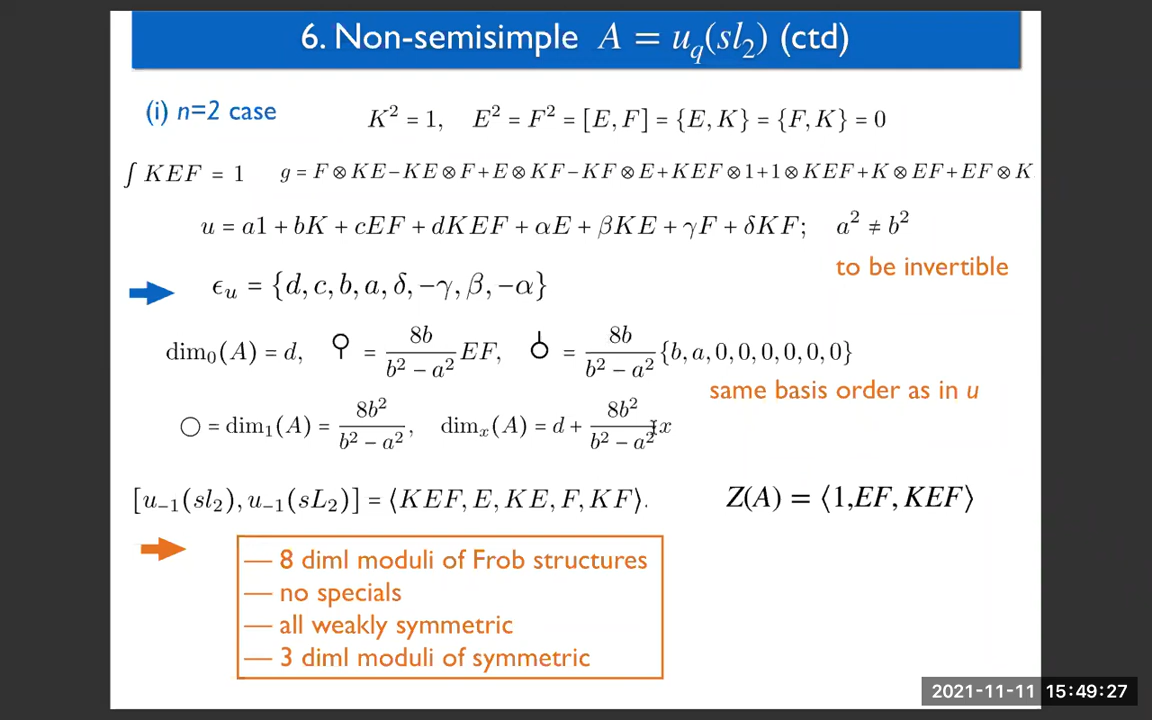 6. Non-semisimple A = u_q(sl_2) (ctd)
(i) n=2 case K^2 = 1, E^2 = F^2 = [E, F] = {E, K} = {F, K} = 0
∫ KEF = 1 g = F⊗KE−KE⊗F+E⊗KF−KF⊗E+KEF⊗1+1⊗KEF+K⊗EF+EF⊗K
u = a1 + bK + cEF + dKEF + αE + βKE + γF + δKF; a^2 ≠ b^2
to be invertible
ϵ_u = {d, c, b, a, δ, −γ, β, −α}
dim_0(A) = d, ⚲ = 8b/(b^2 − a^2) EF, ♁ = 8b/(b^2 − a^2) {b, a, 0, 0, 0, 0, 0, 0}
same basis order as in u
○ = dim_1(A) = 8b^2/(b^2 − a^2), dim_x(A) = d + 8b^2/(b^2 − a^2) x
[u_{−1}(sl_2), u_{−1}(sL_2)] = ⟨KEF, E, KE, F, KF⟩. Z(A) = ⟨1,EF, KEF⟩
— 8 diml moduli of Frob structures
— no specials
— all weakly symmetric
— 3 diml moduli of symmetric
2021-11-11 15:49:27